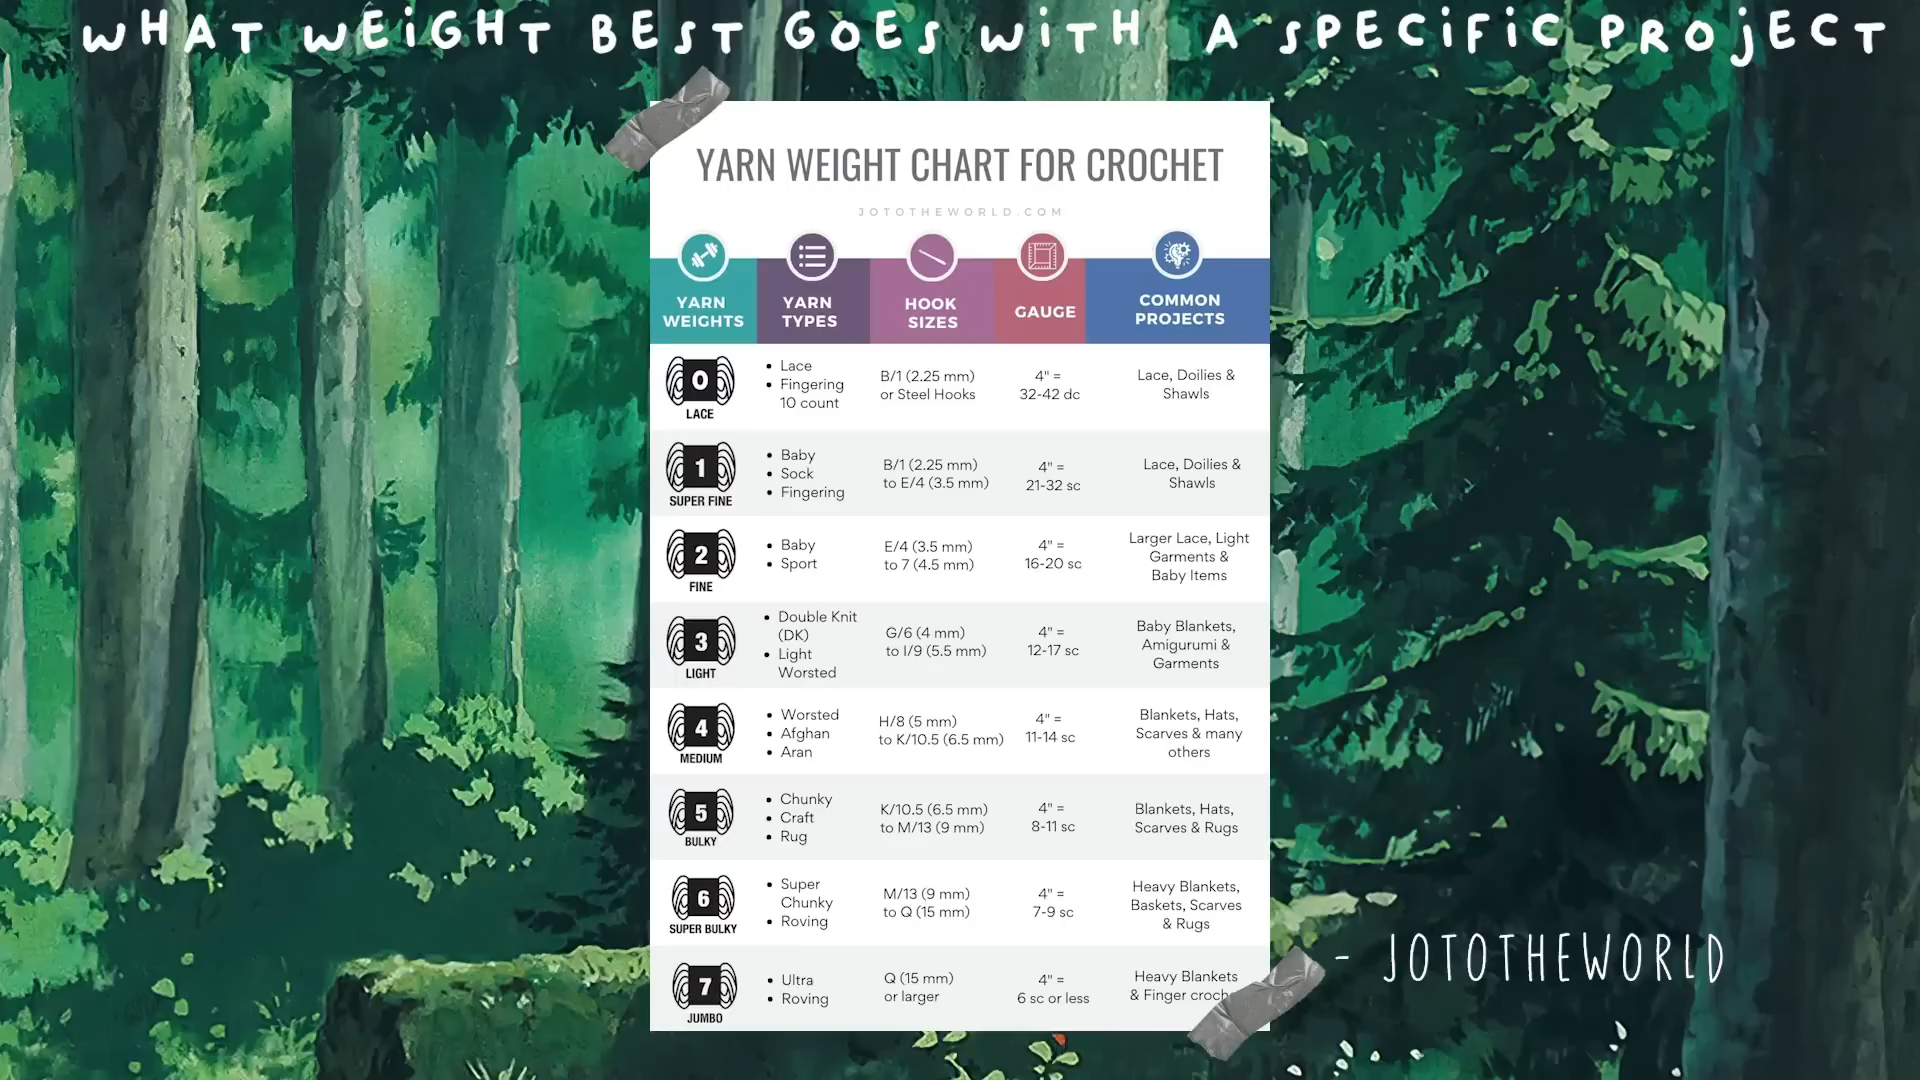 WHAT WEIGHT BEST GOES WITH A SPECIFIC PROJECT
YARN WEIGHT CHART FOR CROCHET
JOTOTHEWORLD.COM
YARN WEIGHTS
YARN TYPES
HOOK SIZES
GAUGE
COMMON PROJECTS
0
LACE
• Lace
• Fingering
10 count
B/1 (2.25 mm)
or Steel Hooks
4" =
32-42 dc
Lace, Doilies &
Shawls
1
SUPER FINE
• Baby
• Sock
• Fingering
B/1 (2.25 mm)
to E/4 (3.5 mm)
4" =
21-32 sc
Lace, Doilies &
Shawls
2
FINE
• Baby
• Sport
E/4 (3.5 mm)
to 7 (4.5 mm)
4" =
16-20 sc
Larger Lace, Light
Garments &
Baby Items
3
LIGHT
• Double Knit
(DK)
• Light
Worsted
G/6 (4 mm)
to I/9 (5.5 mm)
4" =
12-17 sc
Baby Blankets,
Amigurumi &
Garments
4
MEDIUM
• Worsted
• Afghan
• Aran
H/8 (5 mm)
to K/10.5 (6.5 mm)
4" =
11-14 sc
Blankets, Hats,
Scarves & many
others
5
BULKY
• Chunky
• Craft
• Rug
K/10.5 (6.5 mm)
to M/13 (9 mm)
4" =
8-11 sc
Blankets, Hats,
Scarves & Rugs
6
SUPER BULKY
• Super
Chunky
• Roving
M/13 (9 mm)
to Q (15 mm)
4" =
7-9 sc
Heavy Blankets,
Baskets, Scarves
& Rugs
7
JUMBO
• Ultra
• Roving
Q (15 mm)
or larger
4" =
6 sc or less
Heavy Blankets
& Finger
- JOTOTHEWORLD